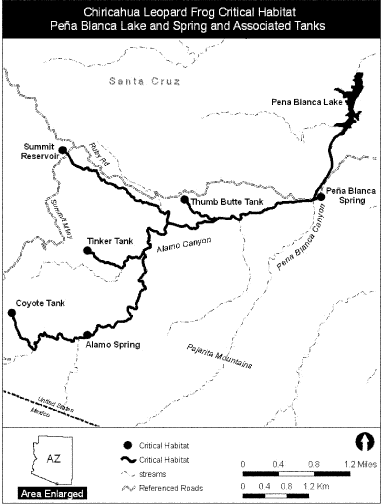 Chiricahua Leopard Frog Critical Habitat
Peña Blanca Lake and Spring and Associated Tanks
Santa Cruz
Pena Blanca Lake
Summit
Reservoir
Ruby Rd
Thumb Butte Tank
Peña Blanca
Spring
Summit Mtwy
Tinker Tank
Alamo Canyon
Pena Blanca Canyon
Coyote Tank
Alamo Spring
Pajarita Mountains
United States
Mexico
AZ
Area Enlarged
Critical Habitat
Critical Habitat
streams
Referenced Roads
0 0.4 0.8 1.2 Miles
0 0.4 0.8 1.2 Km